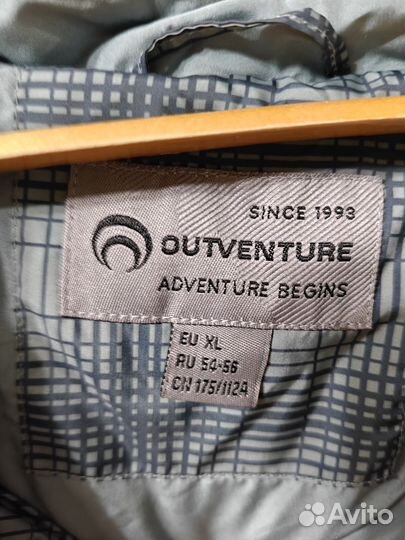 SINCE 1993
OUTVENTURE
ADVENTURE BEGINS
EU XL
RU 54-56
CN 175/112A
Avito